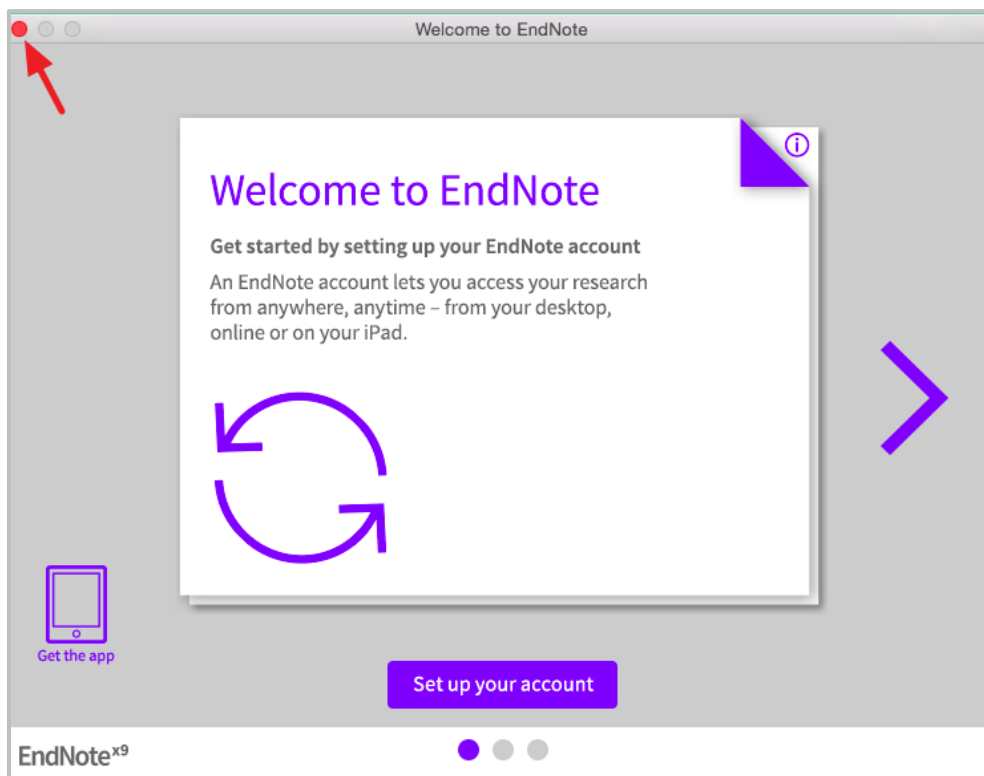 Welcome to EndNote
Welcome to EndNote
Get started by setting up your EndNote account
An EndNote account lets you access your research
from anywhere, anytime – from your desktop,
online or on your iPad.
Get the app
Set up your account
EndNote x9